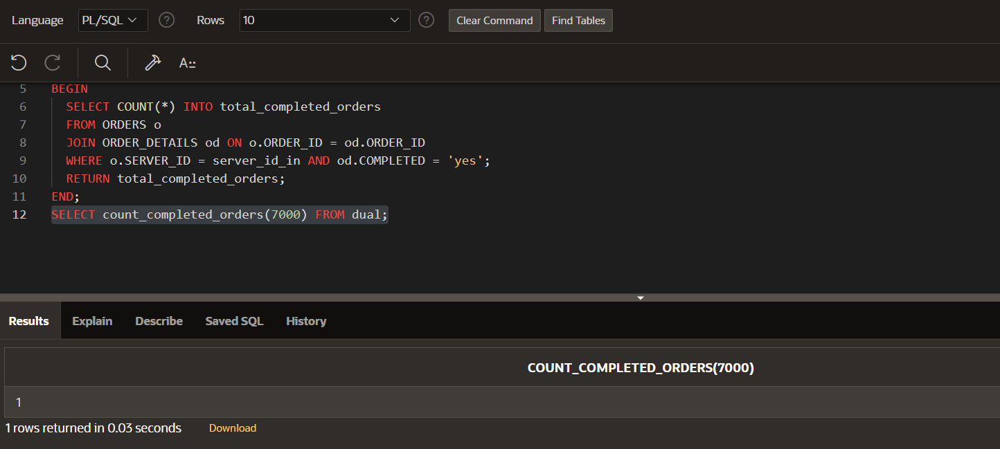 Language PL/SQL ? Rows 10 ? Clear Command Find Tables
A::
5 BEGIN
6 SELECT COUNT(*) INTO total_completed_orders
7 FROM ORDERS o
8 JOIN ORDER_DETAILS od ON o.ORDER_ID = od.ORDER_ID
9 WHERE o.SERVER_ID = server_id_in AND od.COMPLETED = 'yes';
10 RETURN total_completed_orders;
11 END;
12 SELECT count_completed_orders(7000) FROM dual;
Results Explain Describe Saved SQL History
COUNT_COMPLETED_ORDERS(7000)
1
1 rows returned in 0.03 seconds Download